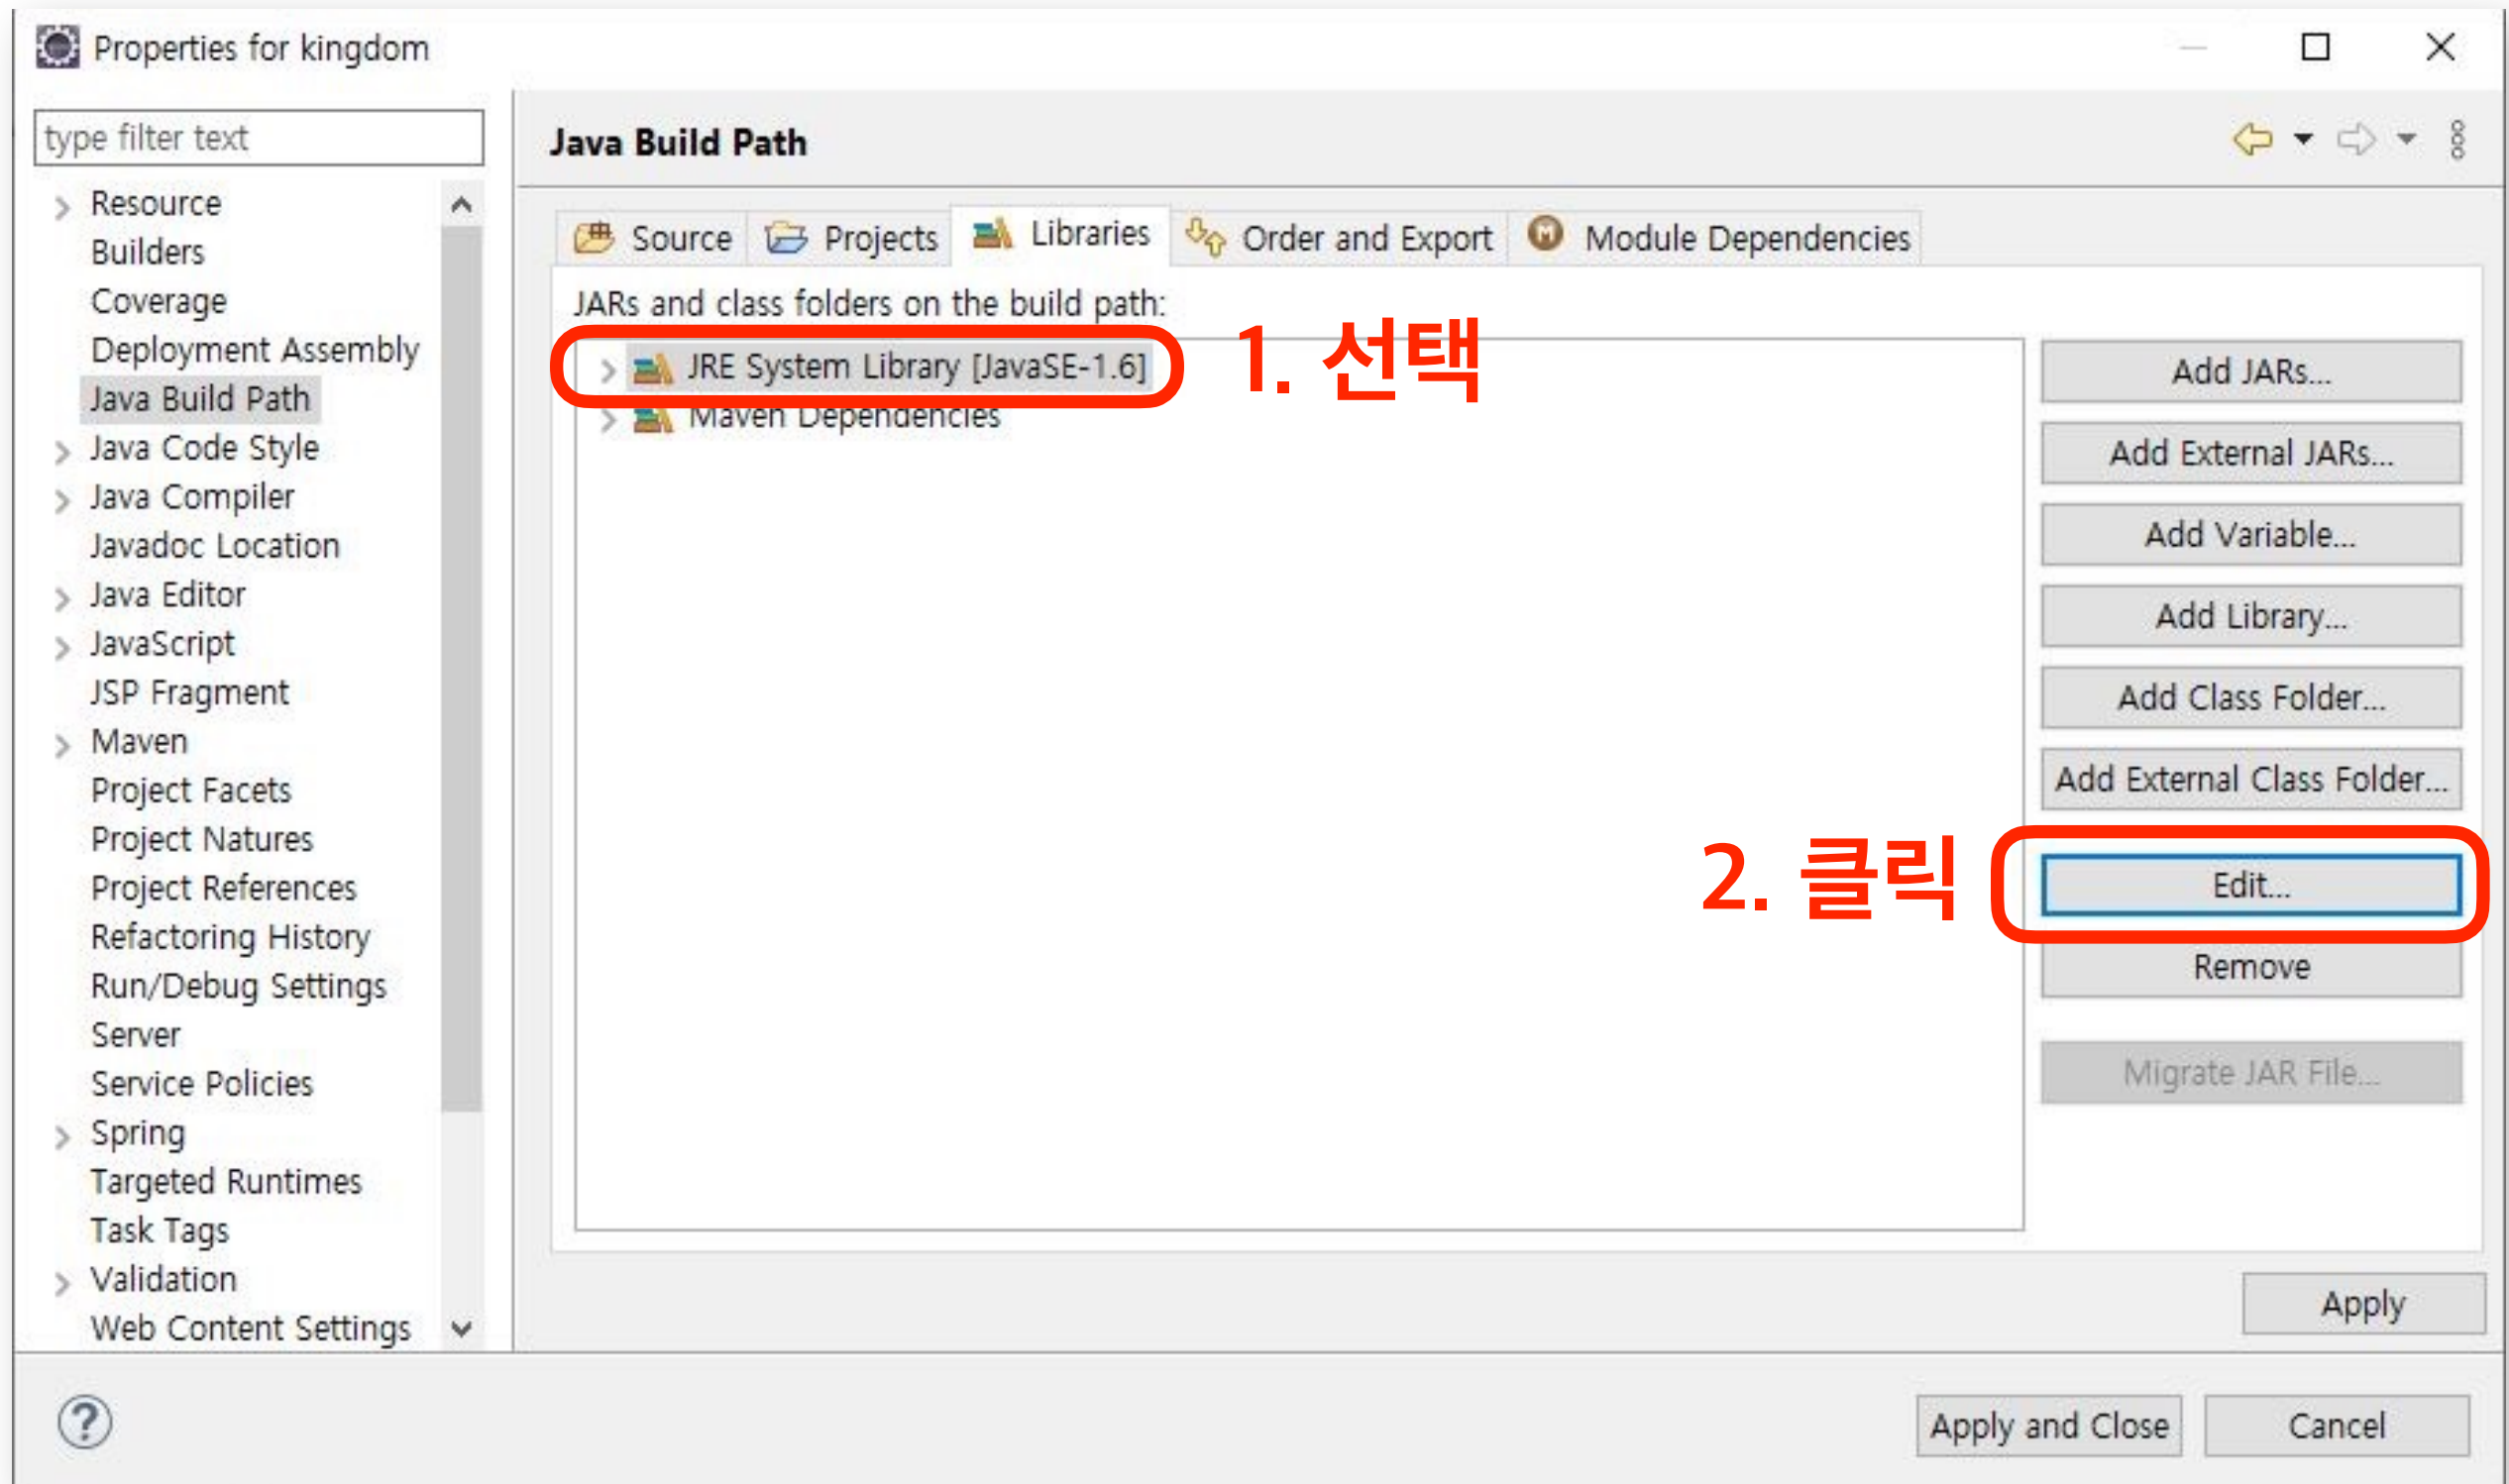 Properties for kingdom
type filter text
Resource
Builders
Coverage
Deployment Assembly
Java Build Path
Java Code Style
Java Compiler
Javadoc Location
Java Editor
JavaScript
JSP Fragment
Maven
Project Facets
Project Natures
Project References
Refactoring History
Run/Debug Settings
Server
Service Policies
Spring
Targeted Runtimes
Task Tags
Validation
Web Content Settings
Java Build Path
Source Projects Libraries Order and Export Module Dependencies
JARs and class folders on the build path:
JRE System Library [JavaSE-1.6]
1. 선택
Maven Dependencies
Add JARs...
Add External JARs...
Add Variable...
Add Library...
Add Class Folder...
Add External Class Folder...
2. 클릭
Edit...
Remove
Migrate JAR File...
Apply
Apply and Close
Cancel